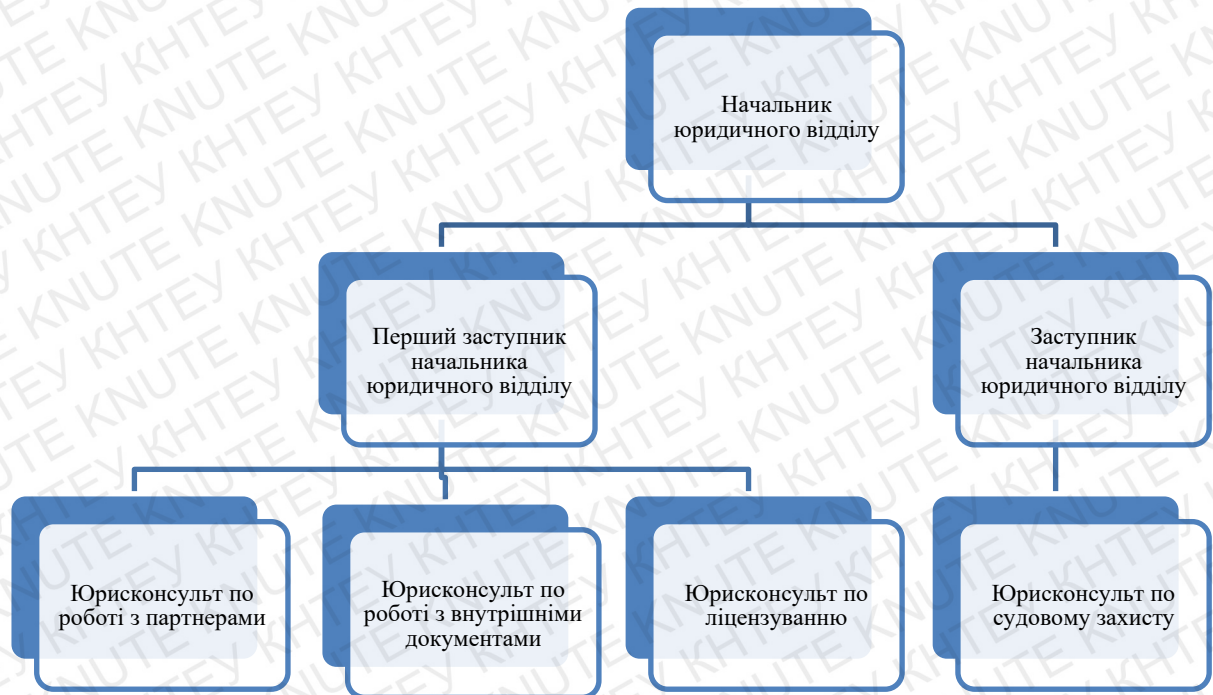 Начальник
юридичного відділу
Перший заступник
начальника
юридичного відділу
Заступник
начальника
юридичного відділу
Юрисконсульт по
роботі з партнерами
Юрисконсульт по
роботі з внутрішніми
документами
Юрисконсульт по
ліцензуванню
Юрисконсульт по
судовому захисту